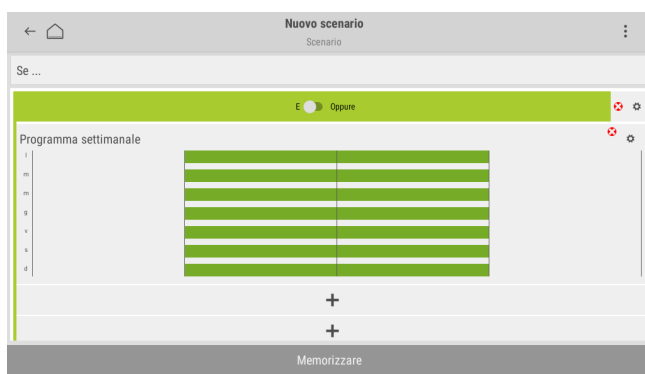 Nuovo scenario
Scenario
Se ...
E Oppure
Programma settimanale
l
m
m
g
v
s
d
+
+
Memorizzare